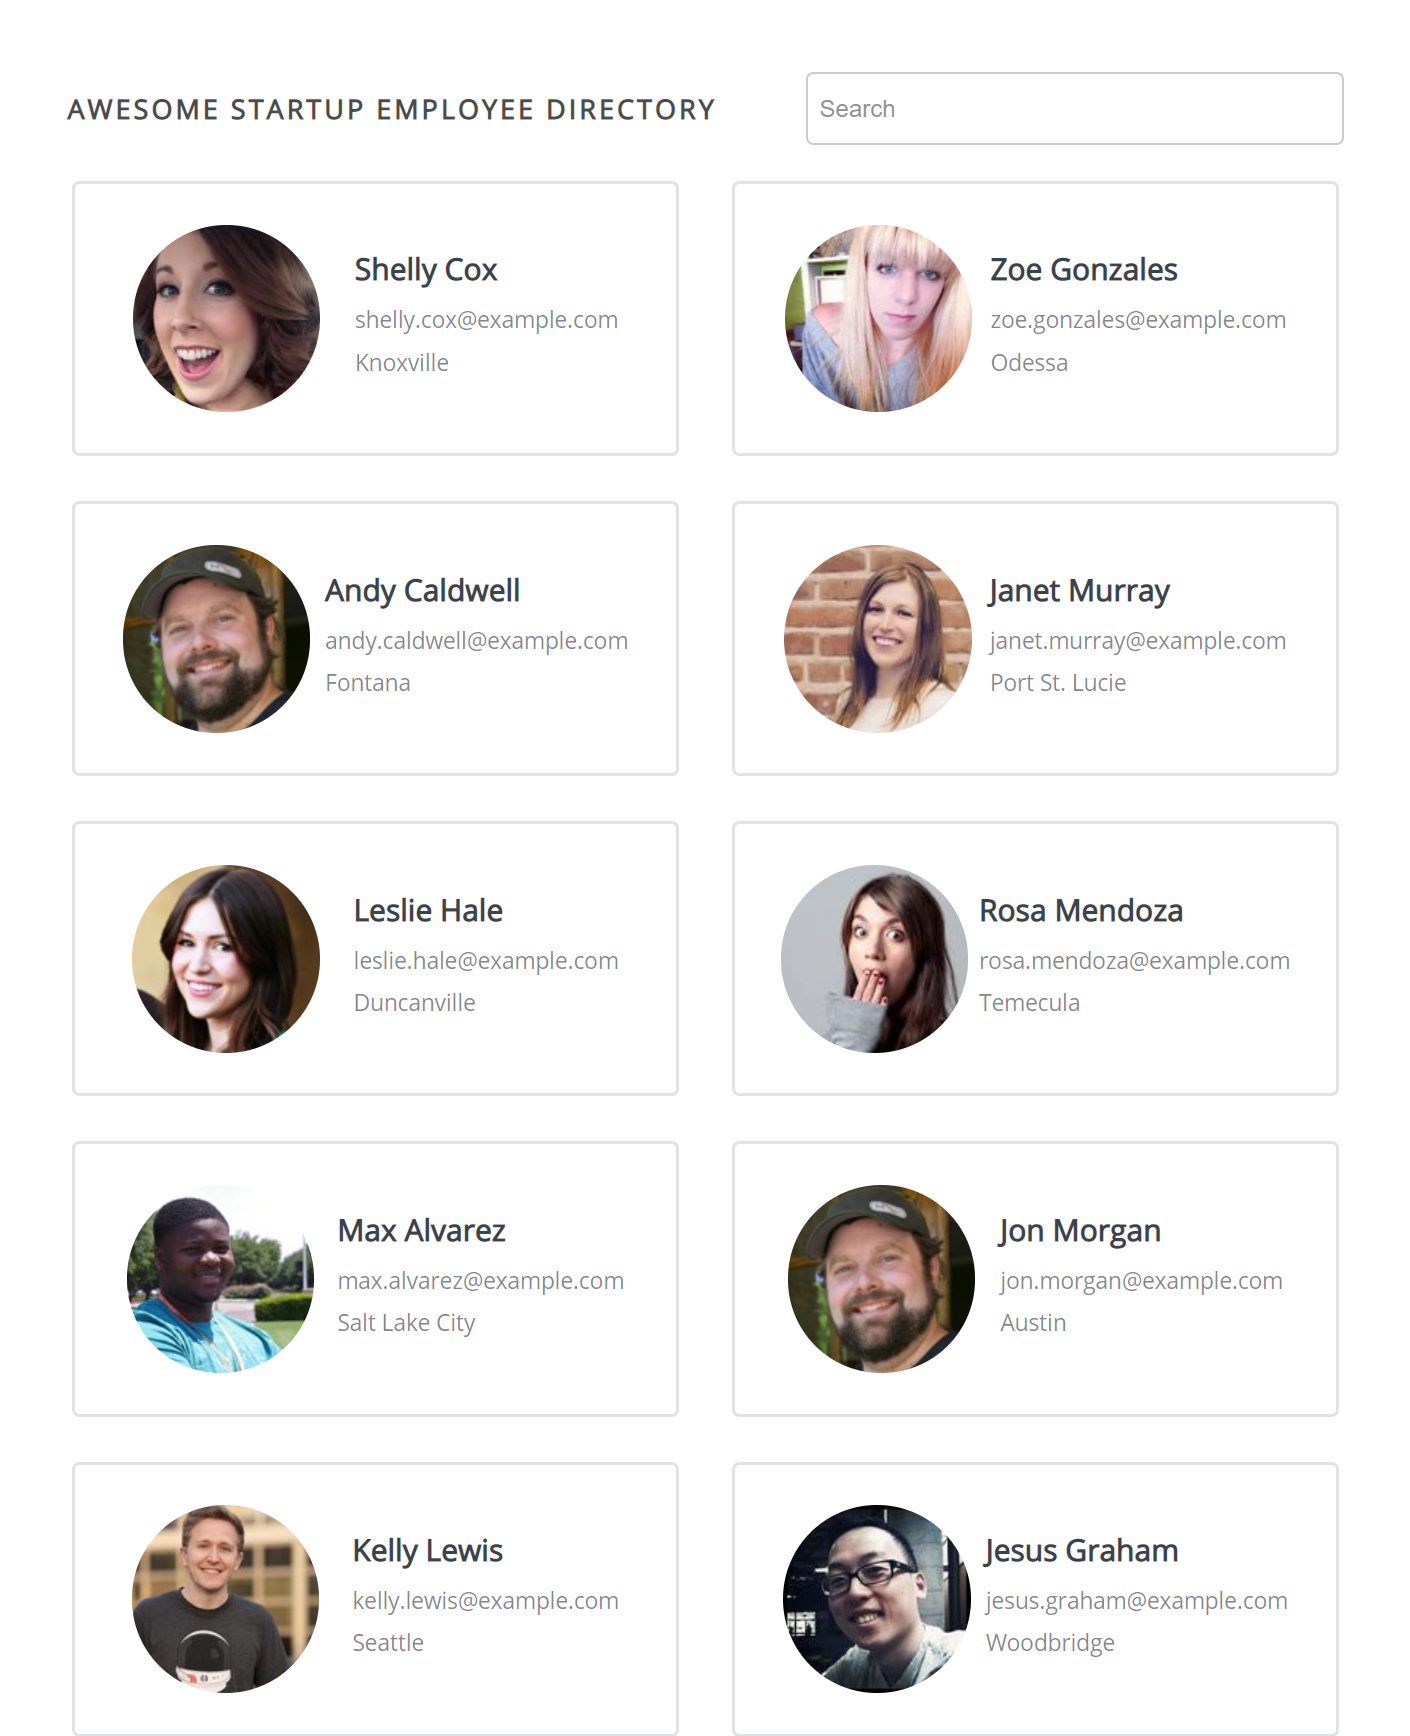 AWESOME STARTUP EMPLOYEE DIRECTORY
Search
Shelly Cox
shelly.cox@example.com
Knoxville
Zoe Gonzales
zoe.gonzales@example.com
Odessa
Andy Caldwell
andy.caldwell@example.com
Fontana
Janet Murray
janet.murray@example.com
Port St. Lucie
Leslie Hale
leslie.hale@example.com
Duncanville
Rosa Mendoza
rosa.mendoza@example.com
Temecula
Max Alvarez
max.alvarez@example.com
Salt Lake City
Jon Morgan
jon.morgan@example.com
Austin
Kelly Lewis
kelly.lewis@example.com
Seattle
Jesus Graham
jesus.graham@example.com
Woodbridge